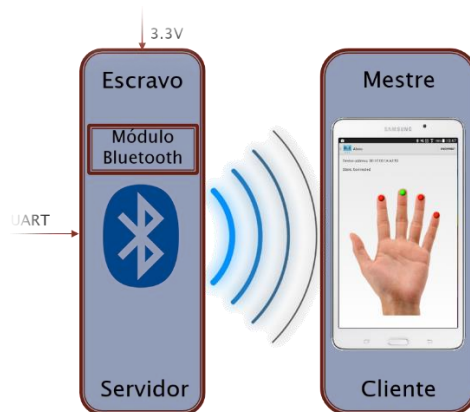 3.3V
Escravo
Módulo
Bluetooth
UART
Servidor
Mestre
SAMSUNG
Cliente